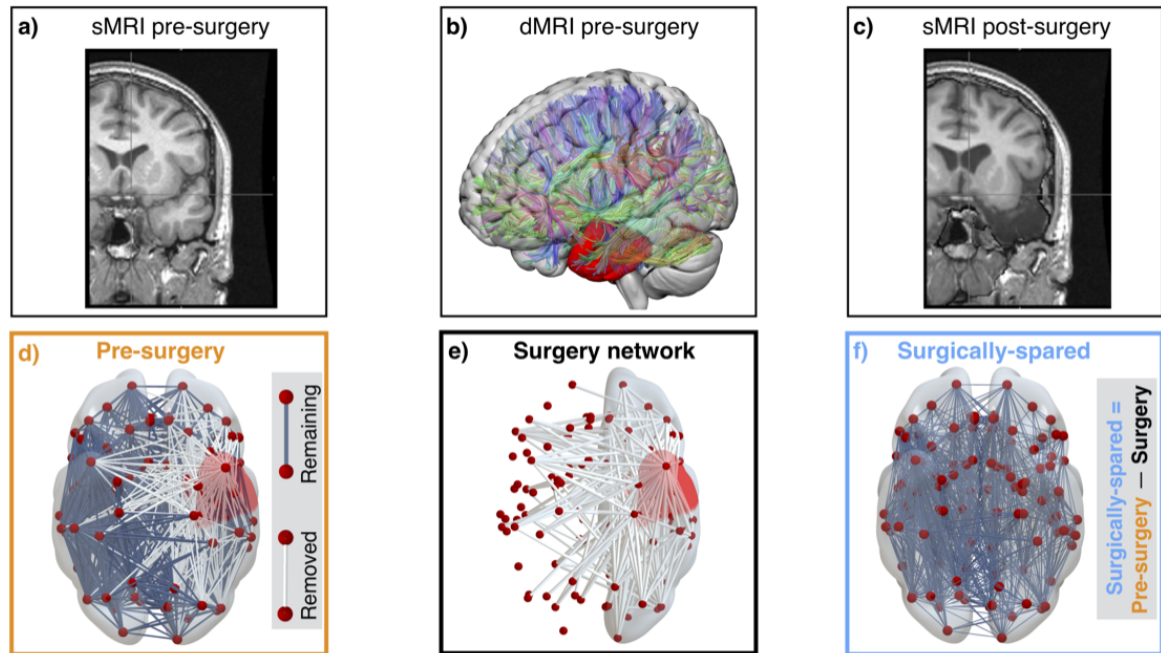 a) sMRI pre-surgery
b) dMRI pre-surgery
c) sMRI post-surgery
d) Pre-surgery
Remaining
Removed
e) Surgery network
f) Surgically-spared
Surgically-spared =
Pre-surgery — Surgery